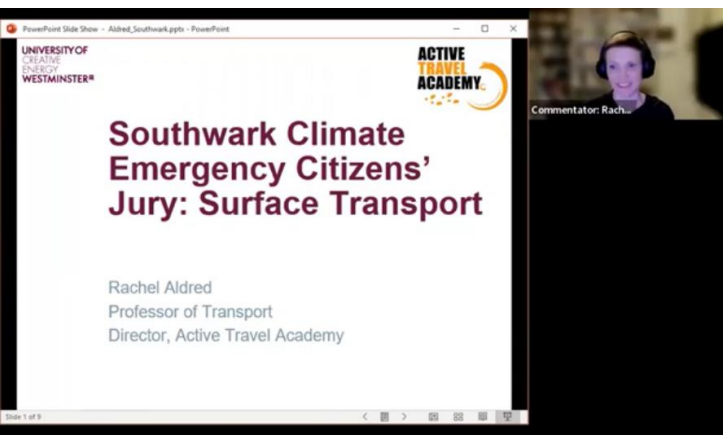 PowerPoint Slide Show - Aldred_Southwark.pptx - PowerPoint
UNIVERSITY OF
CREATIVE
ENERGY
WESTMINSTER
ACTIVE
TRAVEL
ACADEMY
Commentator: Rach...
Southwark Climate
Emergency Citizens’
Jury: Surface Transport
Rachel Aldred
Professor of Transport
Director, Active Travel Academy
Slide 1 of 9